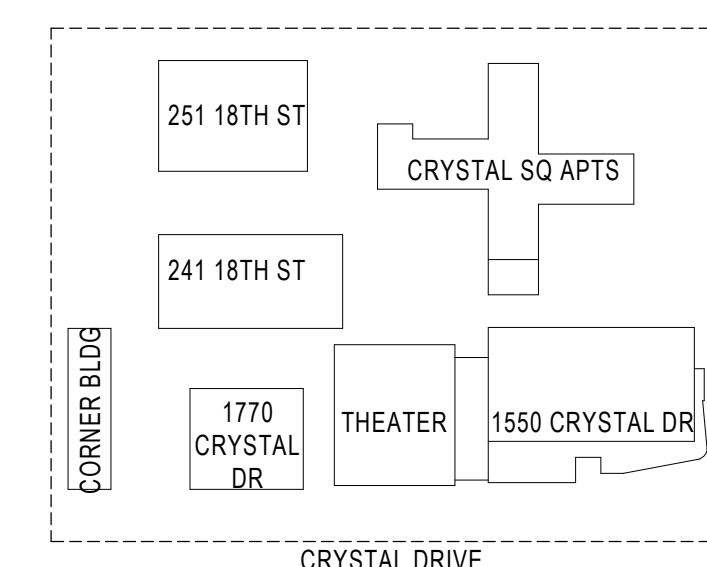 251 18TH ST
CRYSTAL SQ APTS
241 18TH ST
CORNER BLDG
1770
CRYSTAL
DR
THEATER
1550 CRYSTAL DR
CRYSTAL DRIVE